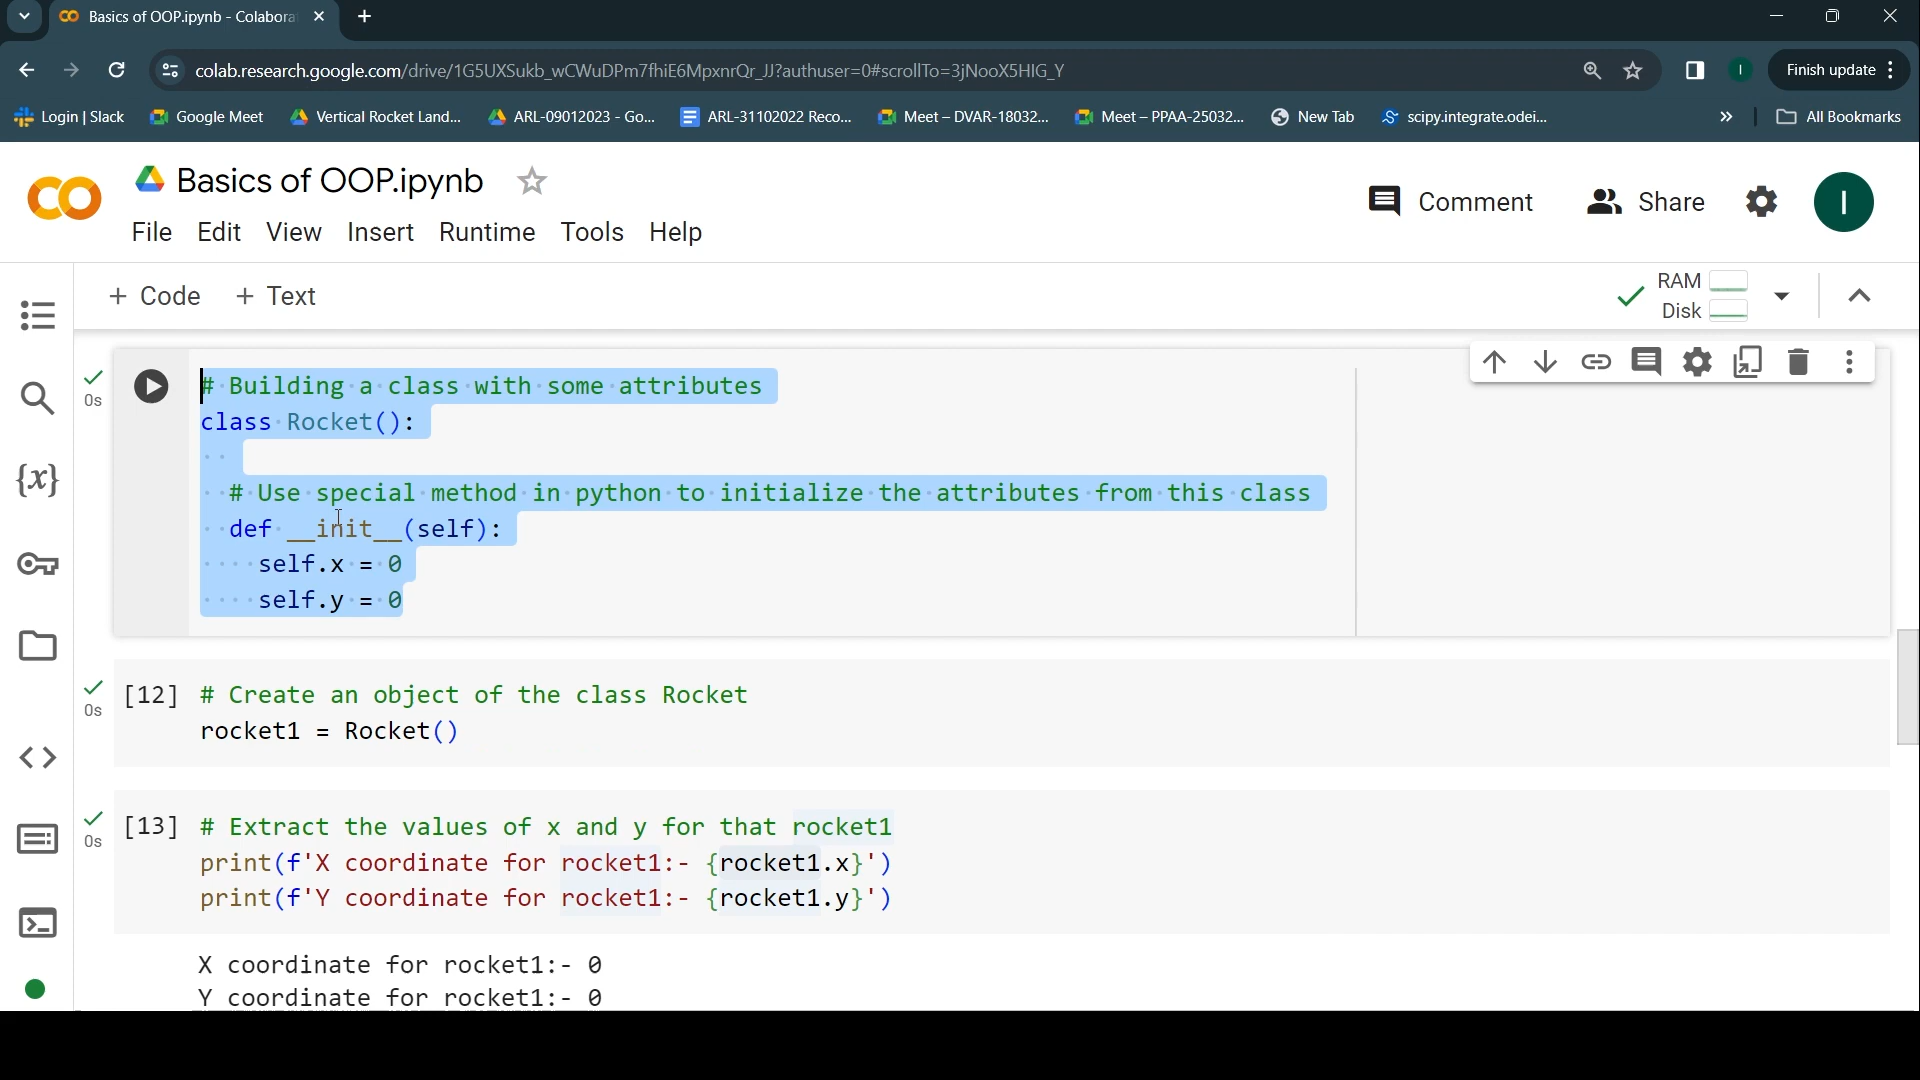 Basics of OOP.ipynb - Colabora
colab.research.google.com/drive/1G5UXSukb_wCWuDPm7fhiE6MpxnrQr_JJ?authuser=0#scrollTo=3jNooX5HIG_Y
I
Finish update
Login | Slack
Google Meet
Vertical Rocket Land...
ARL-09012023 - Go...
ARL-31102022 Reco...
Meet – DVAR-18032...
Meet – PPAA-25032...
New Tab
scipy.integrate.odei...
»
All Bookmarks
Basics of OOP.ipynb
File Edit View Insert Runtime Tools Help
Comment
Share
I
+ Code + Text
RAM
Disk
0s
# Building a class with some attributes
class Rocket():
# Use special method in python to initialize the attributes from this class
def __init__(self):
self.x = 0
self.y = 0
{x}
0s
[12] # Create an object of the class Rocket
rocket1 = Rocket()
0s
[13] # Extract the values of x and y for that rocket1
print(f'X coordinate for rocket1:- {rocket1.x}')
print(f'Y coordinate for rocket1:- {rocket1.y}')
X coordinate for rocket1:- 0
Y coordinate for rocket1:- 0